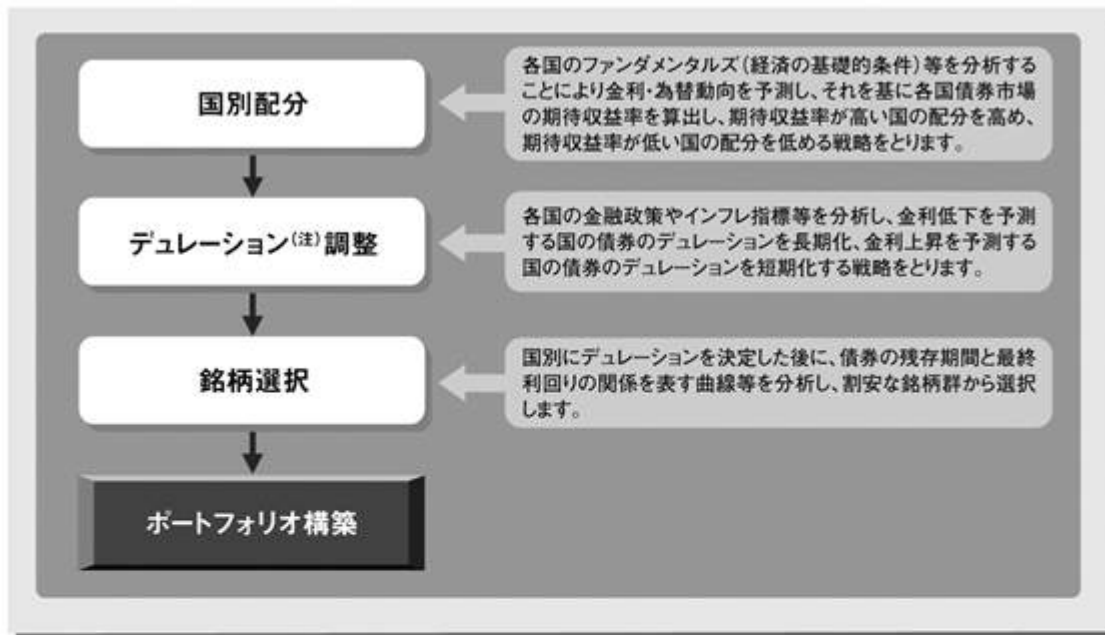 国別配分
各国のファンダメンタルズ(経済の基礎的条件)等を分析する
ことにより金利・為替動向を予測し、それを基に各国債券市場
の期待収益率を算出し、期待収益率が高い国の配分を高め、
期待収益率が低い国の配分を低める戦略をとります。
デュレーション(注)調整
各国の金融政策やインフレ指標等を分析し、金利低下を予測
する国の債券のデュレーションを長期化、金利上昇を予測する
国の債券のデュレーションを短期化する戦略をとります。
銘柄選択
国別にデュレーションを決定した後に、債券の残存期間と最終
利回りの関係を表す曲線等を分析し、割安な銘柄群から選択
します。
ポートフォリオ構築